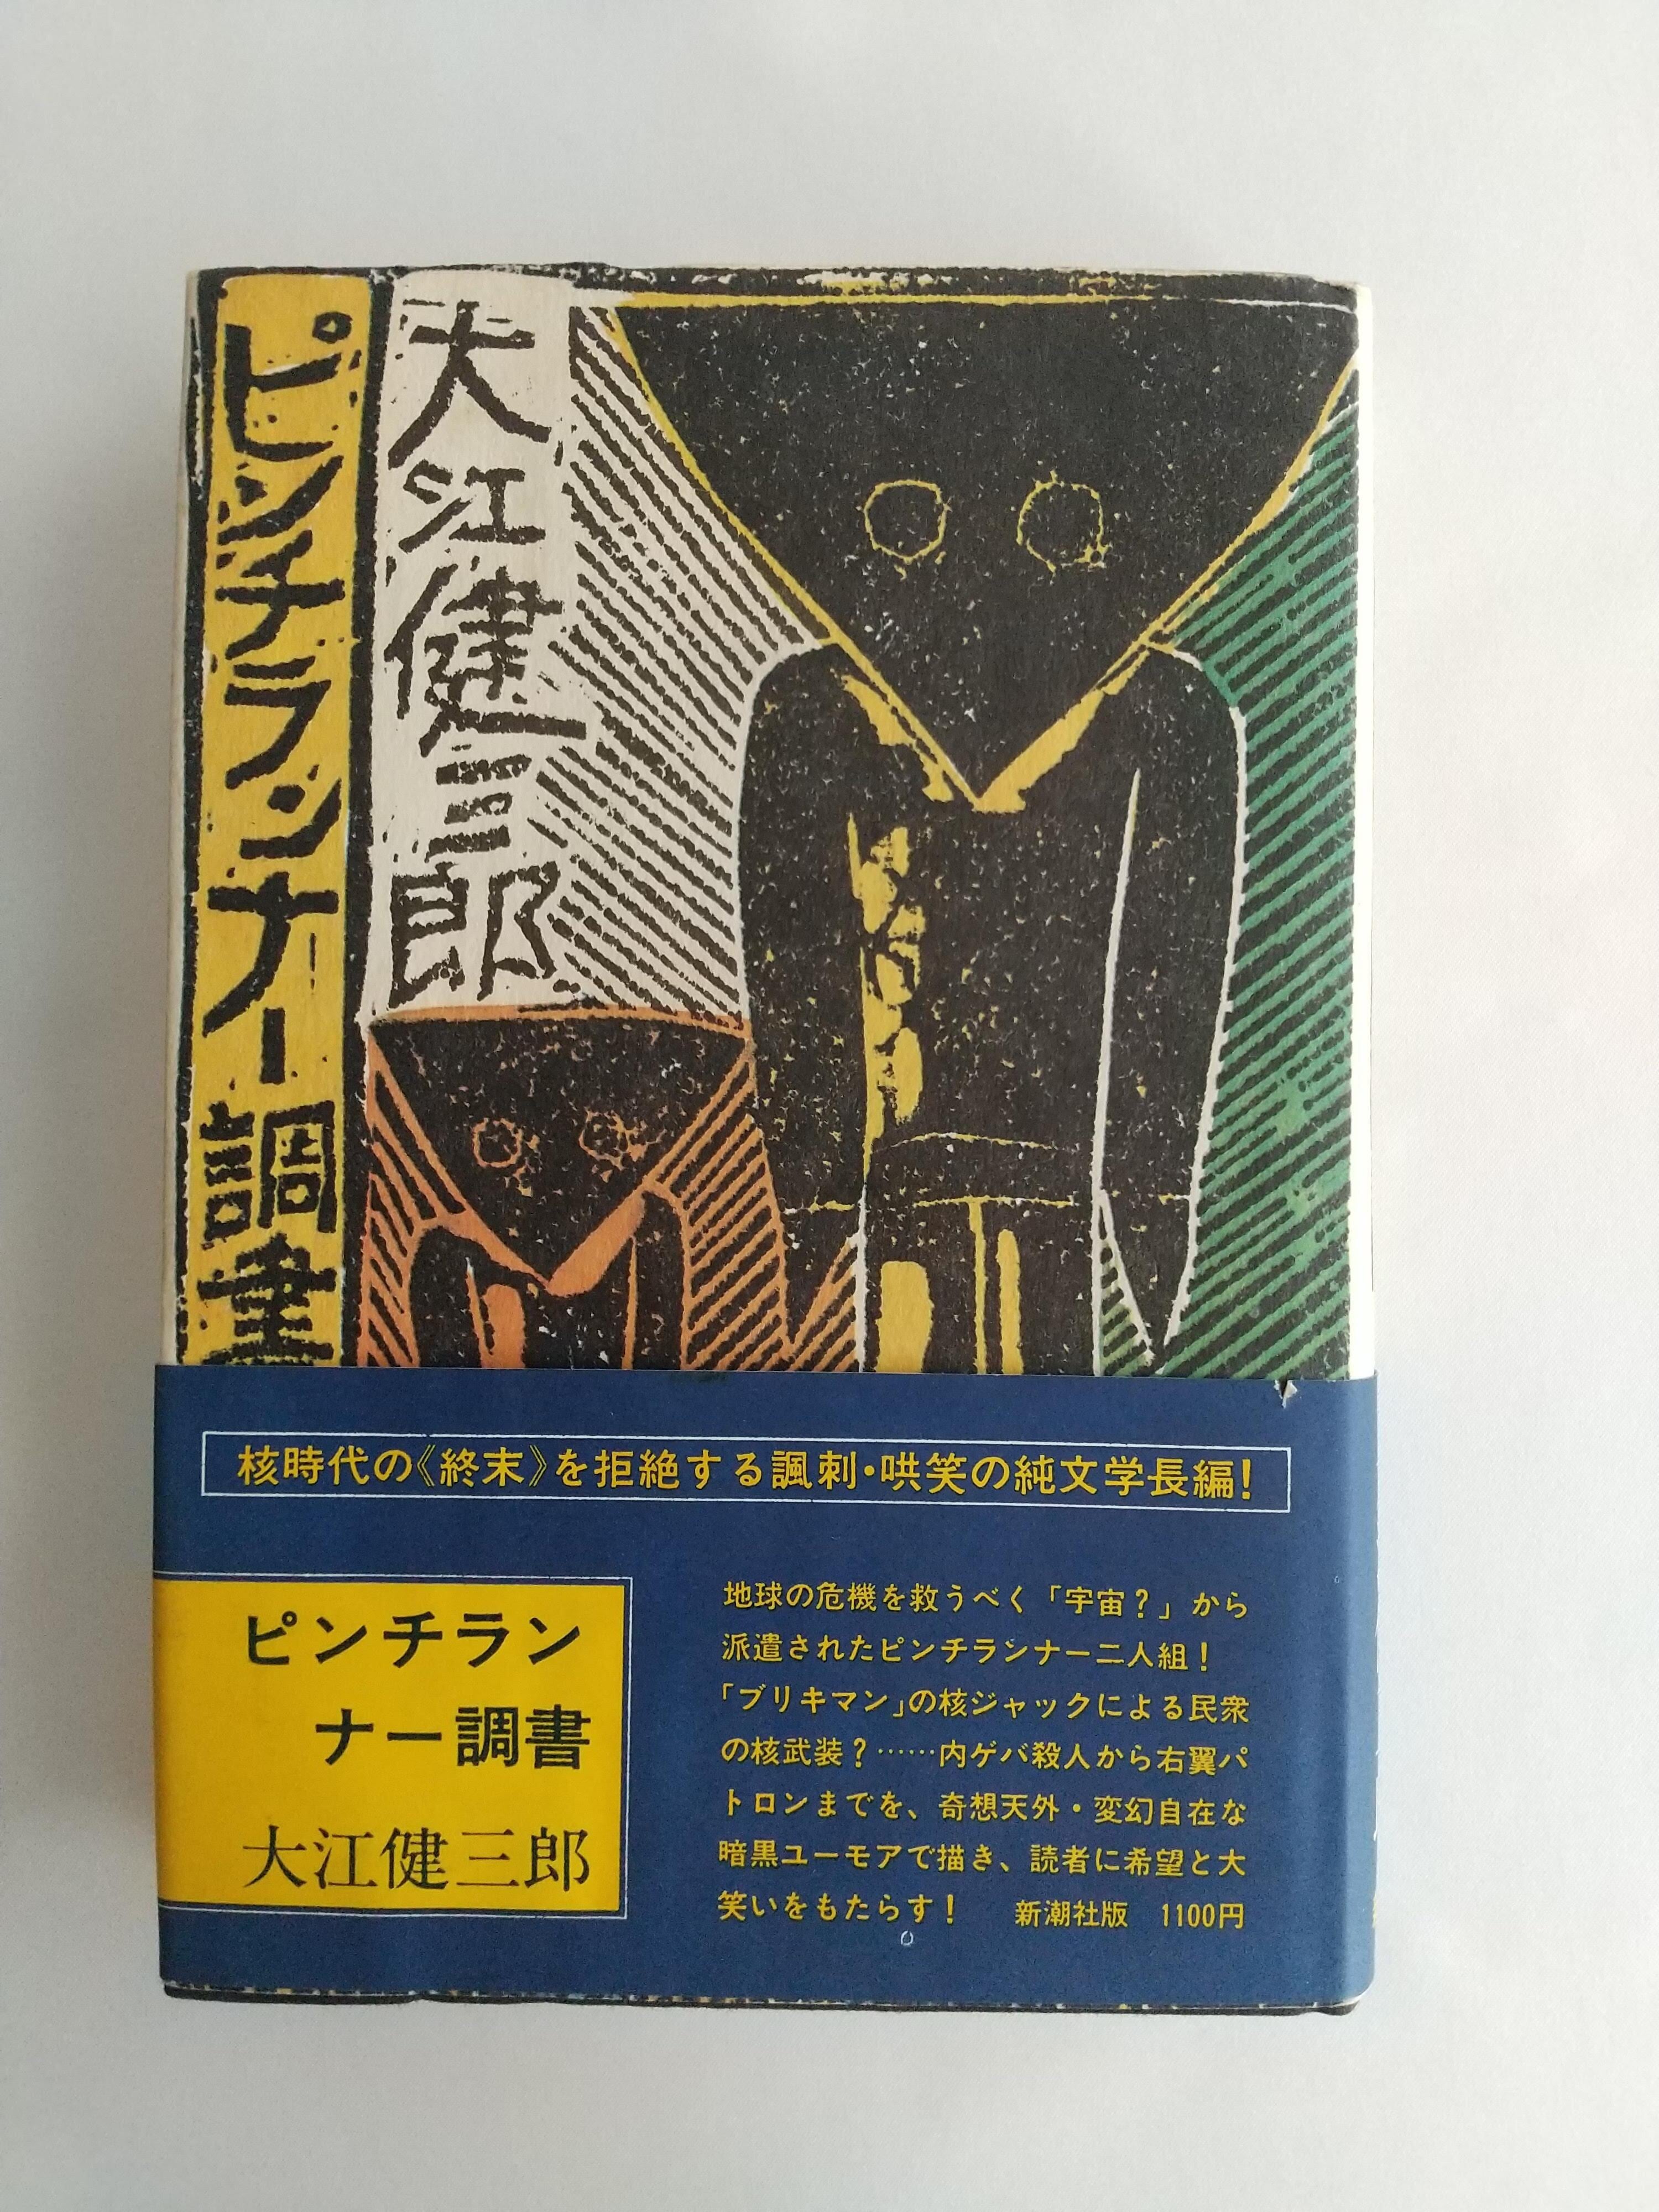 ピンチランナー調書
大江健三郎
核時代の《終末》を拒絶する諷刺・哄笑の純文学長編！
ピンチラン
ナー調書
大江健三郎
地球の危機を救うべく「宇宙？」から
派遣されたピンチランナー二人組！
「ブリキマン」の核ジャックによる民衆
の核武装？……内ゲバ殺人から右翼パ
トロンまでを、奇想天外・変幻自在な
暗黒ユーモアで描き、読者に希望と大
笑いをもたらす！ 新潮社版 1100円